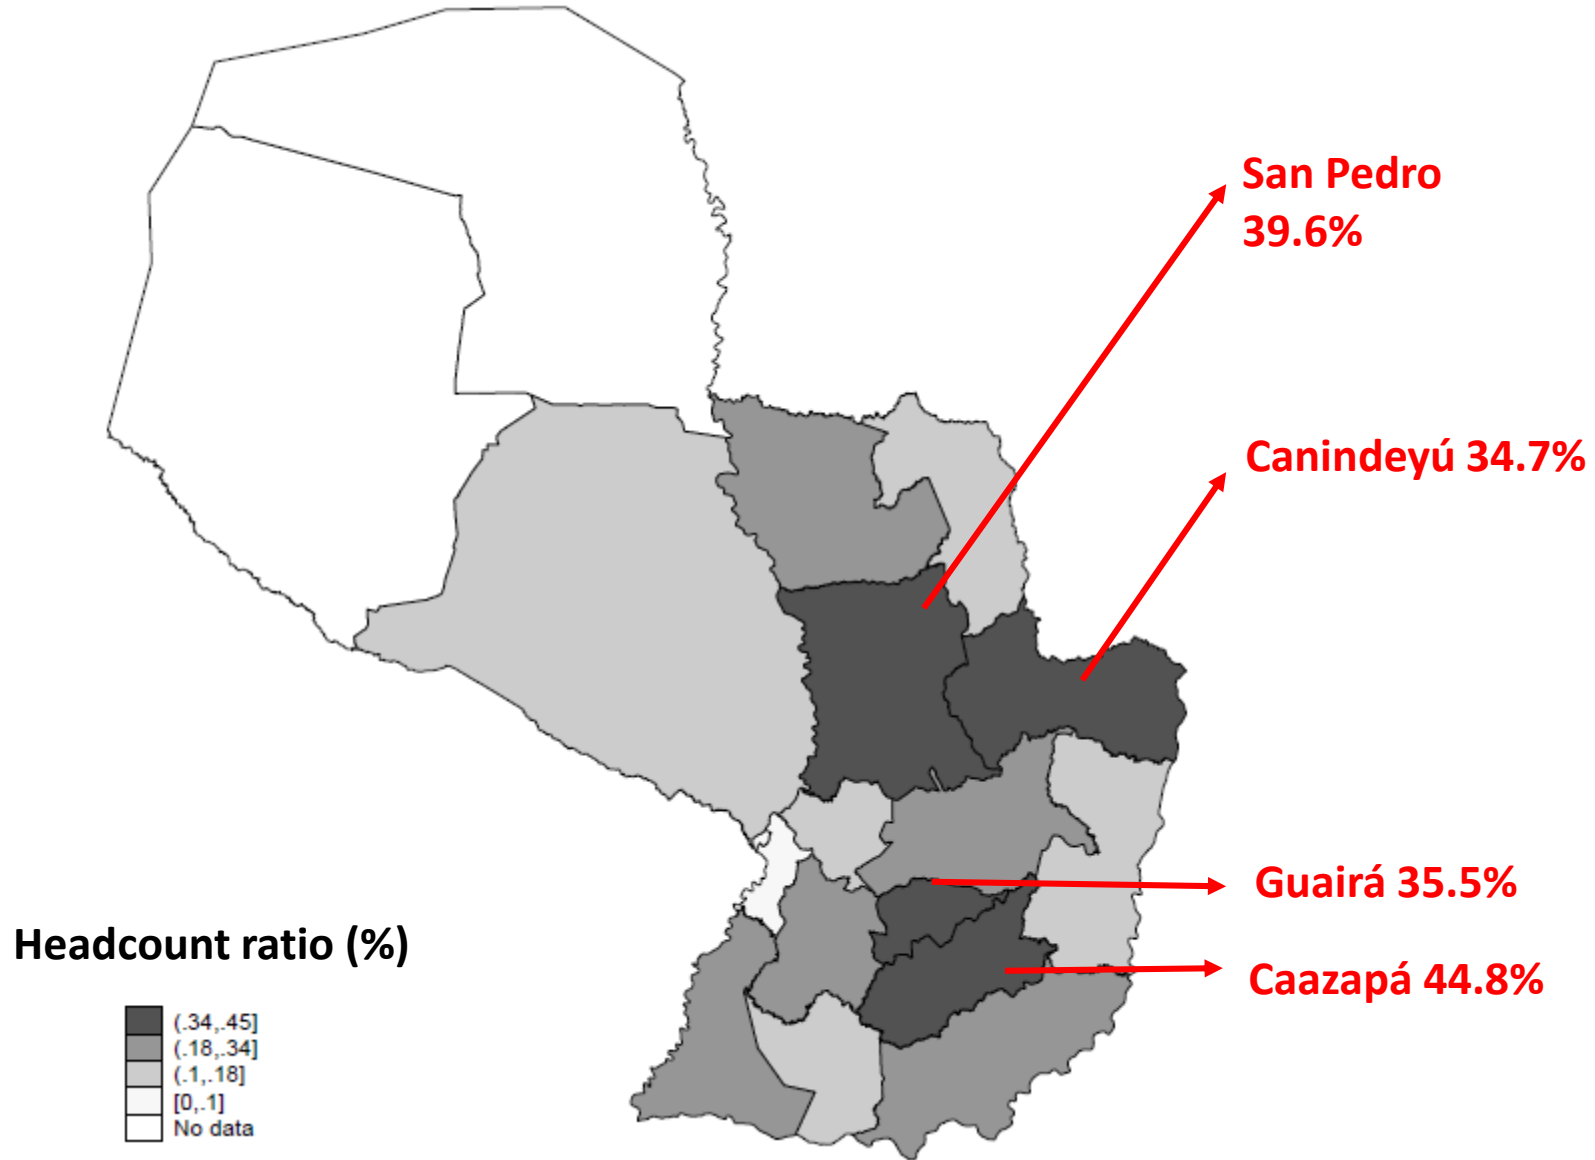 San Pedro
39.6%
Canindeyú 34.7%
Guairá 35.5%
Caazapá 44.8%
Headcount ratio (%)
(.34,.45]
(.18,.34]
(.1,.18]
[0,.1]
No data